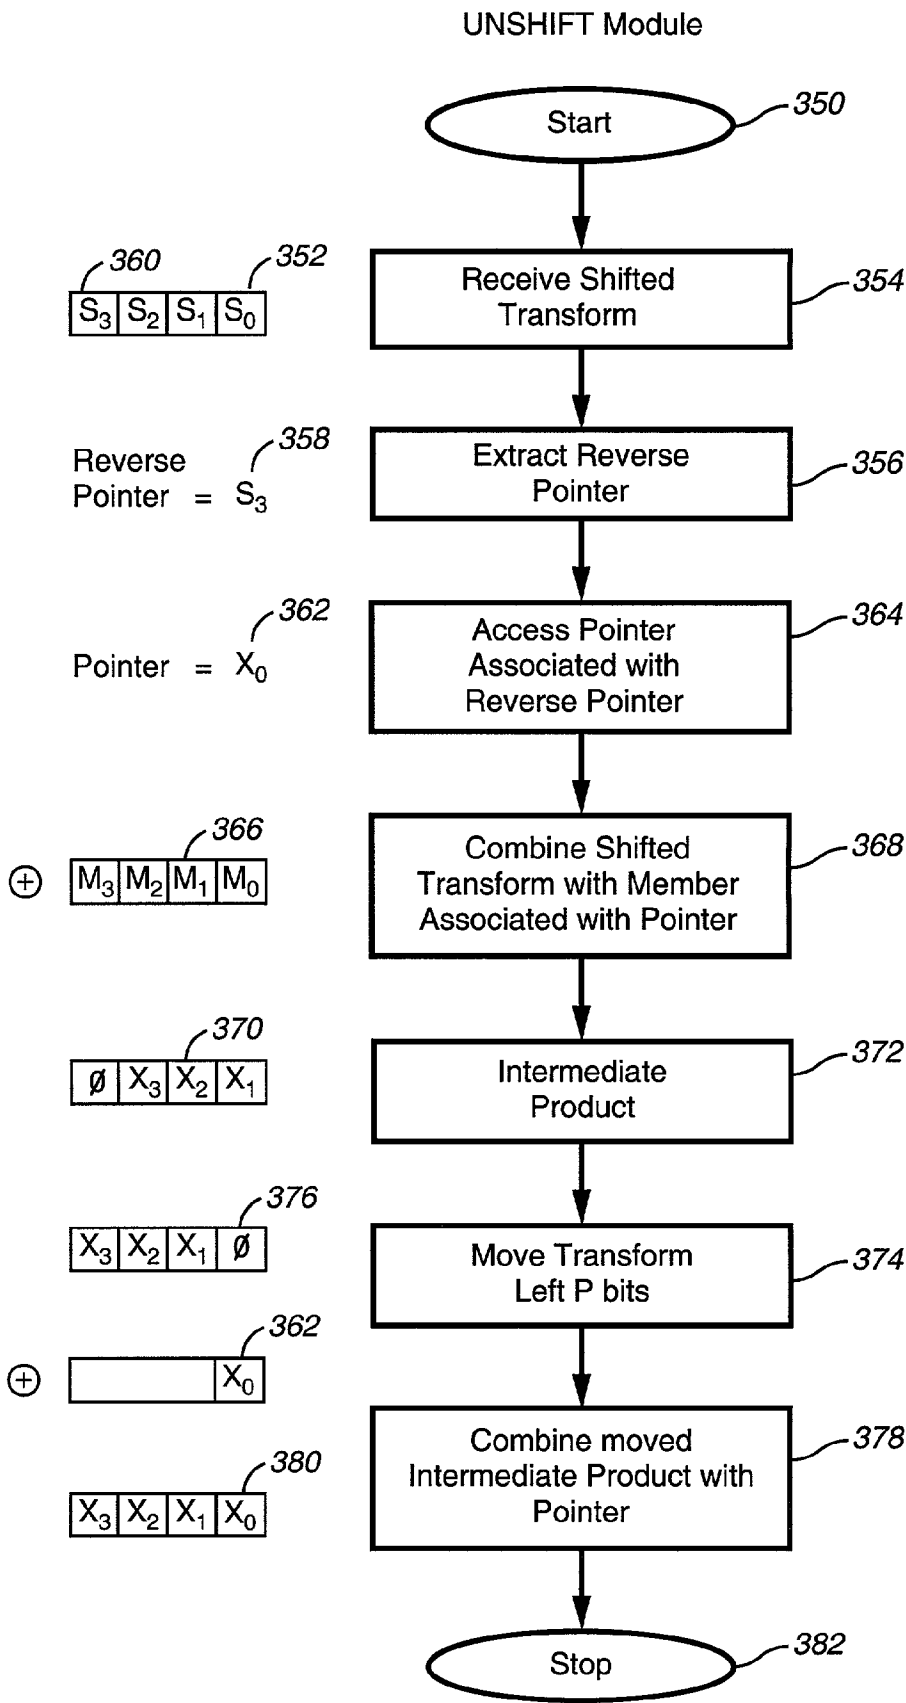 UNSHIFT Module
Start
350
360
352
S3 S2 S1 S0
Receive Shifted
Transform
354
Reverse
Pointer = S3
358
Extract Reverse
Pointer
356
Pointer = X0
362
Access Pointer
Associated with
Reverse Pointer
364
366
⊕ M3 M2 M1 M0
Combine Shifted
Transform with Member
Associated with Pointer
368
370
Ø X3 X2 X1
Intermediate
Product
372
376
X3 X2 X1 Ø
Move Transform
Left P bits
374
362
⊕ X0
380
X3 X2 X1 X0
Combine moved
Intermediate Product with
Pointer
378
Stop
382